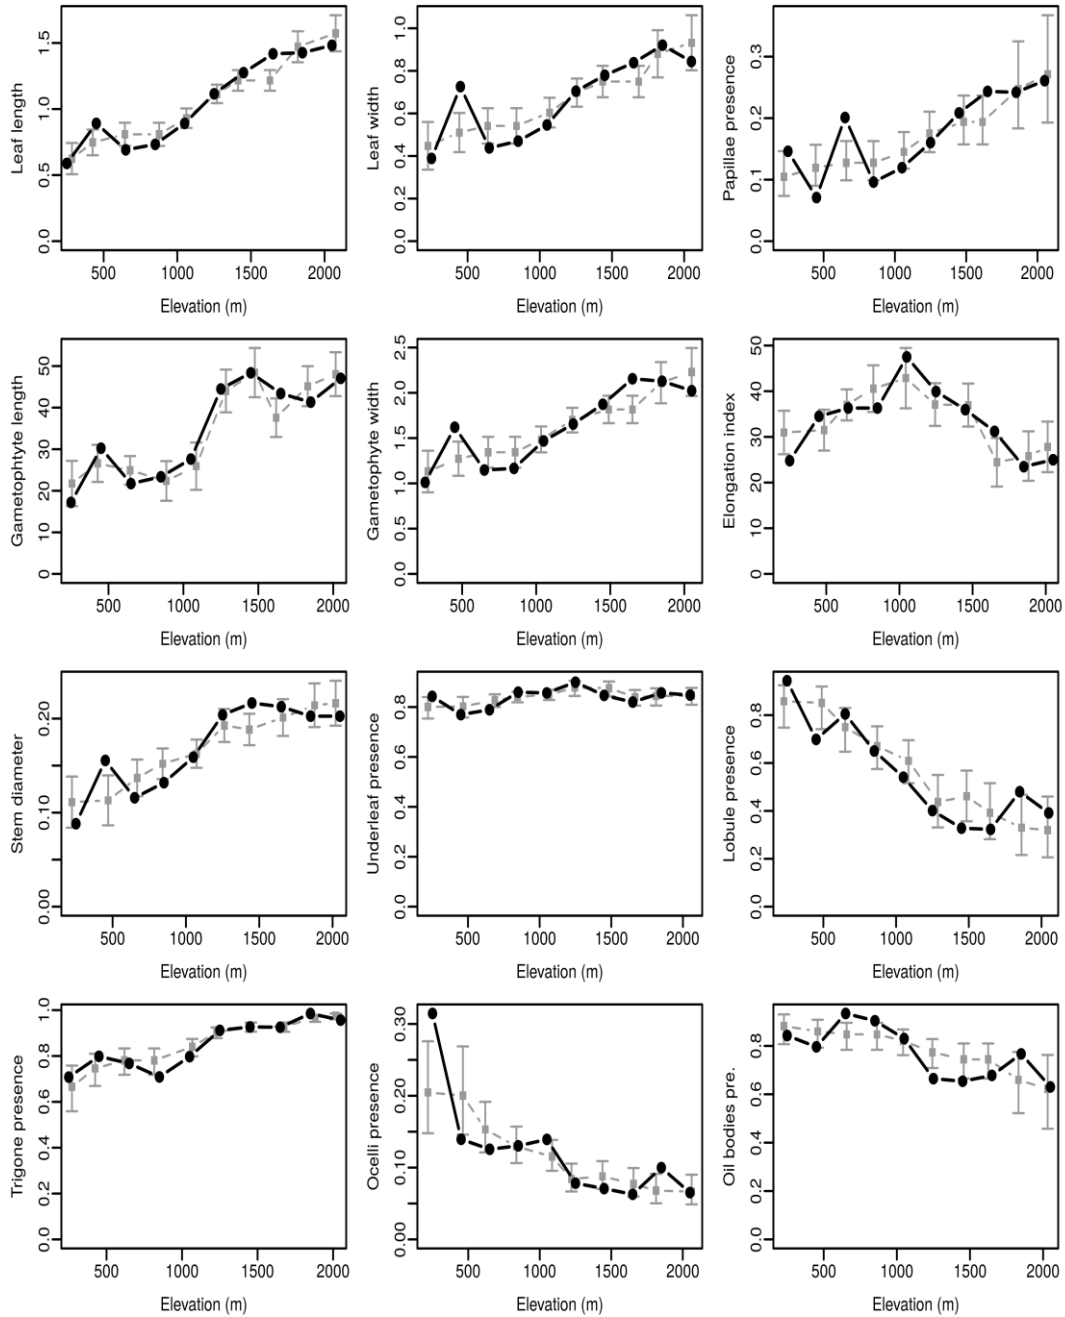 Leaf length
0.0 0.5 1.0 1.5
500 1000 1500 2000
Elevation (m)
Leaf width
0.0 0.2 0.4 0.6 0.8 1.0
500 1000 1500 2000
Elevation (m)
Papillae presence
0.0 0.1 0.2 0.3
500 1000 1500 2000
Elevation (m)
Gametophyte length
0 10 20 30 40 50
500 1000 1500 2000
Elevation (m)
Gametophyte width
0.0 0.5 1.0 1.5 2.0 2.5
500 1000 1500 2000
Elevation (m)
Elongation index
0 20 30 40 50
500 1000 1500 2000
Elevation (m)
Stem diameter
0.00 0.10 0.20
500 1000 1500 2000
Elevation (m)
Underleaf presence
0.0 0.2 0.4 0.6 0.8
500 1000 1500 2000
Elevation (m)
Lobule presence
0.0 0.2 0.4 0.6 0.8
500 1000 1500 2000
Elevation (m)
Trigone presence
0.0 0.2 0.4 0.6 0.8 1.0
500 1000 1500 2000
Elevation (m)
Ocelli presence
0.00 0.10 0.20 0.30
500 1000 1500 2000
Elevation (m)
Oil bodies pre.
0.0 0.2 0.4 0.6 0.8
500 1000 1500 2000
Elevation (m)